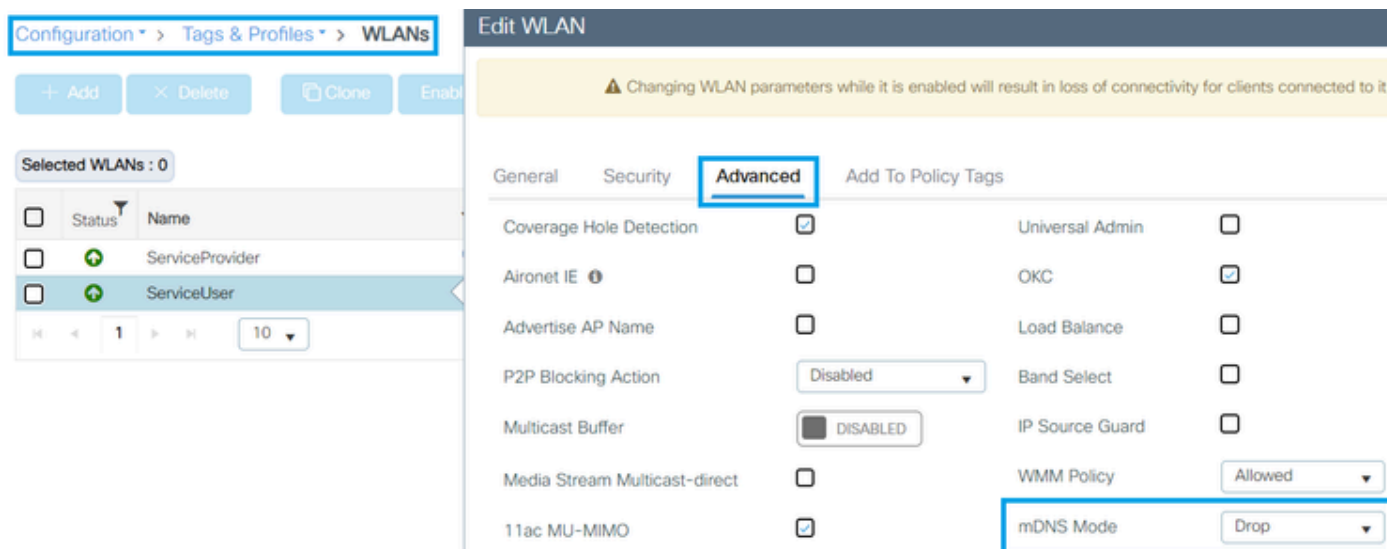 Configuration > Tags & Profiles > WLANs
+ Add × Delete Clone
Selected WLANs : 0
Status Name
ServiceProvider
ServiceUser
1 10
Edit WLAN
Changing WLAN parameters while it is enabled will result in loss of connectivity for clients connected to it
General Security Advanced Add To Policy Tags
Coverage Hole Detection
Universal Admin
Aironet IE
OKC
Advertise AP Name
Load Balance
P2P Blocking Action Disabled
Band Select
Multicast Buffer DISABLED
IP Source Guard
Media Stream Multicast-direct
WMM Policy Allowed
11ac MU-MIMO
mDNS Mode Drop